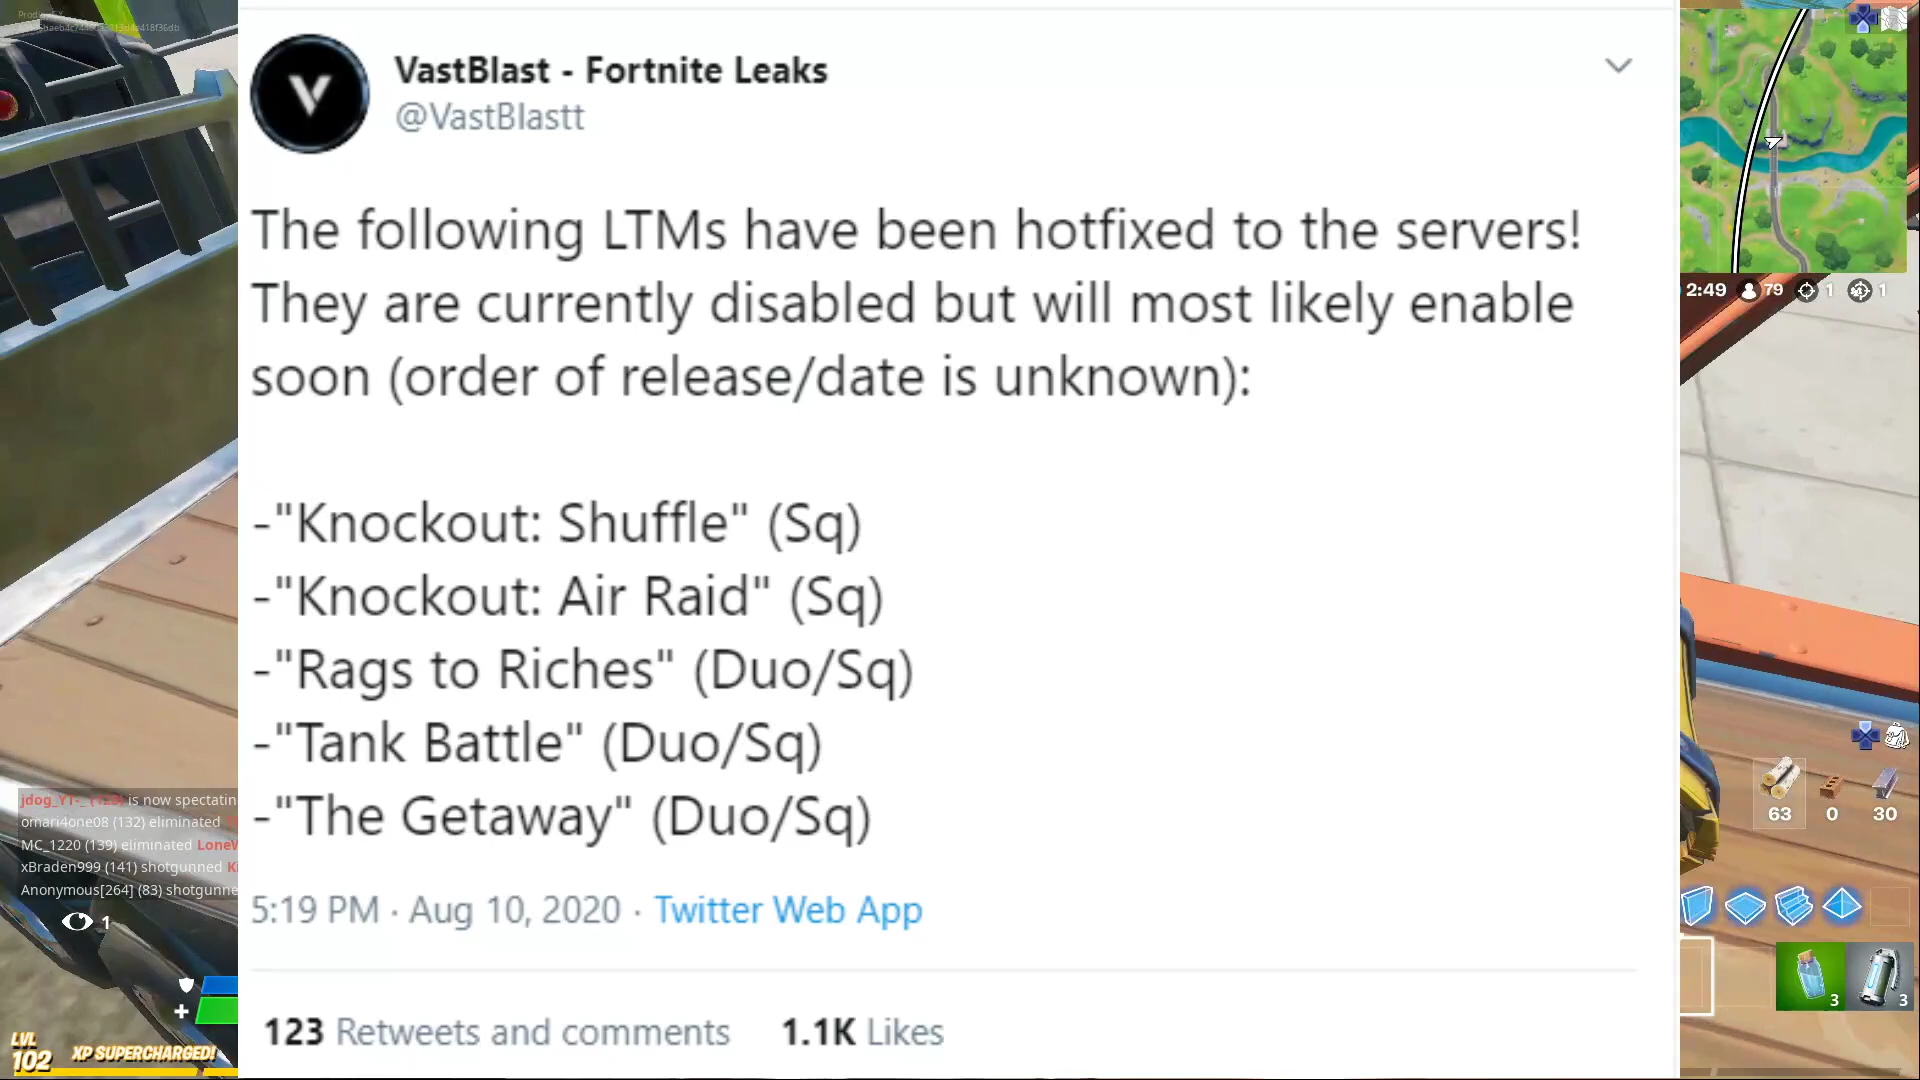 VastBlast - Fortnite Leaks
@VastBlastt
The following LTMs have been hotfixed to the servers!
They are currently disabled but will most likely enable
soon (order of release/date is unknown):
-"Knockout: Shuffle" (Sq)
-"Knockout: Air Raid" (Sq)
-"Rags to Riches" (Duo/Sq)
-"Tank Battle" (Duo/Sq)
-"The Getaway" (Duo/Sq)
5:19 PM · Aug 10, 2020 · Twitter Web App
123 Retweets and comments 1.1K Likes
2:49 79 1 1
is now spectatin
omari4one08 (132) eliminated
MC_1220 (139) eliminated LoneW
xBraden999 (141) shotgunned
Anonymous[264] (83) shotgunne
1
63 0 30
3 3
LVL
102 XP SUPERCHARGED!